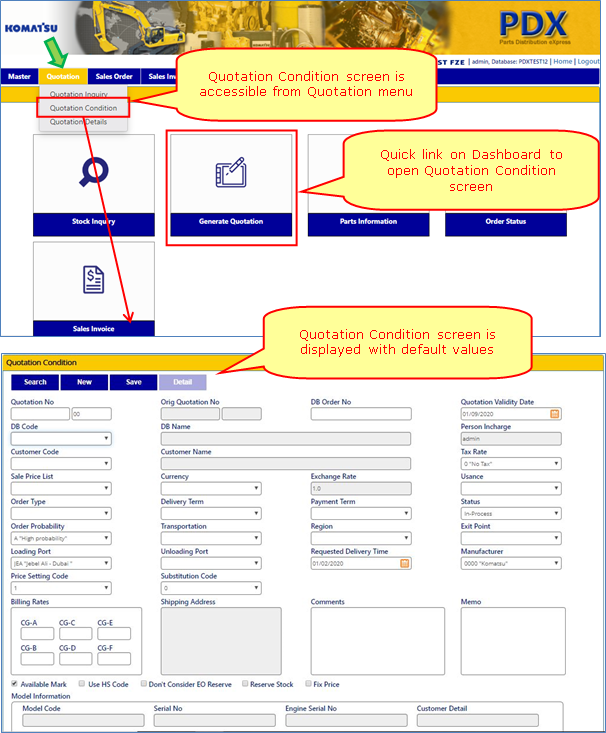 KOMATSU
PDX
Parts Distribution eXpress
ST FZE | admin, Database: PDXTEST12 | Home | Logout
Master Quotation Sales Order Sales Inv
Quotation Inquiry
Quotation Condition
Quotation Details
Quotation Condition screen is
accessible from Quotation menu
Quick link on Dashboard to
open Quotation Condition
screen
Stock Inquiry Generate Quotation Parts Information Order Status
Sales Invoice
Quotation Condition screen is
displayed with default values
Quotation Condition
Search New Save Detail
Quotation No Orig Quotation No DB Order No Quotation Validity Date
00 01/09/2020
DB Code DB Name Person Incharge
admin
Customer Code Customer Name Tax Rate
0 "No Tax"
Sale Price List Currency Exchange Rate Usance
1.0
Order Type Delivery Term Payment Term Status
In-Process
Order Probability Transportation Region Exit Point
A "High probability"
Loading Port Unloading Port Requested Delivery Time Manufacturer
JEA "Jebel Ali - Dubai " 01/02/2020 0000 "Komatsu"
Price Setting Code Substitution Code
1 0
Billing Rates Shipping Address Comments Memo
CG-A CG-C CG-E
CG-B CG-D CG-F
Available Mark Use HS Code Don't Consider EO Reserve Reserve Stock Fix Price
Model Information
Model Code Serial No Engine Serial No Customer Detail